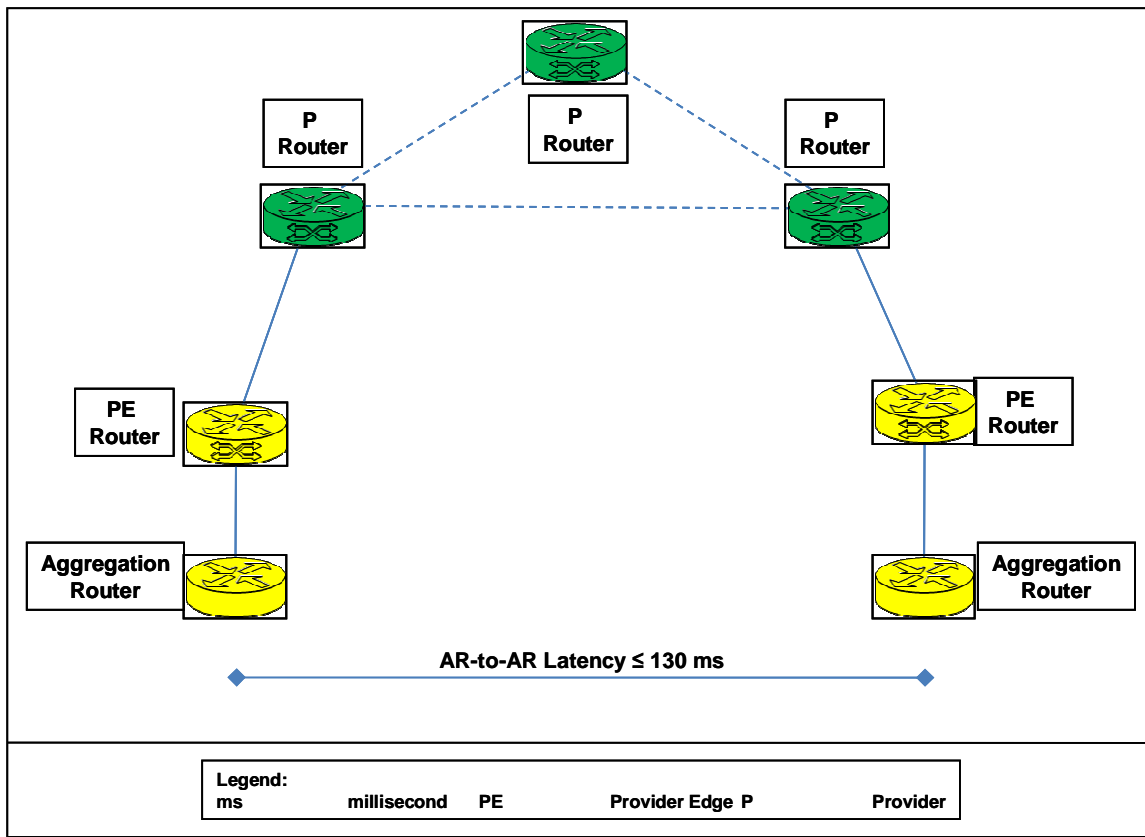 P
Router
P
Router
P
Router
PE
Router
PE
Router
Aggregation
Router
Aggregation
Router
AR-to-AR Latency ≤ 130 ms
Legend:
ms millisecond PE Provider Edge P Provider